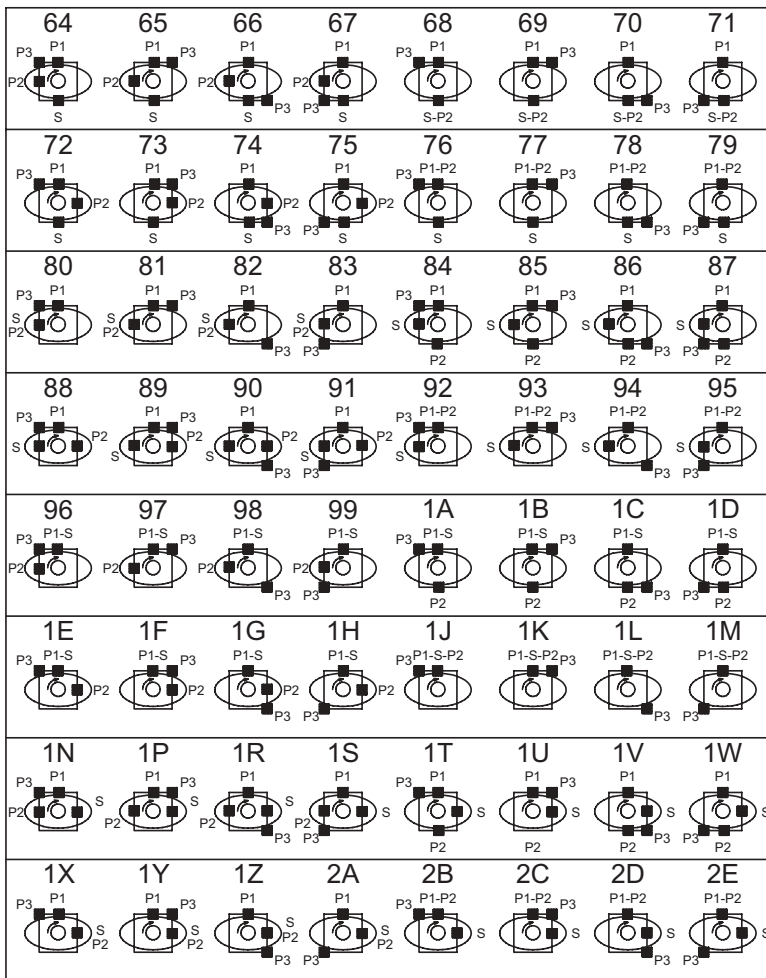 64 65 66 67 68 69 70 71
P3 P1 P1 P3 P1 P1 P3 P1 P1 P3 P1 P1
P2 P2 P2 P2
P3 P3 P3 P3
S S S S S-P2 S-P2 S-P2 S-P2
72 73 74 75 76 77 78 79
P3 P1 P1 P3 P1 P1 P3 P1-P2 P1-P2 P3 P1-P2 P1-P2
P2 P2 P2 P2
P3 P3 P3 P3
S S S S S S S S
80 81 82 83 84 85 86 87
P3 P1 P1 P3 P1 P1 P3 P1 P1 P3 P1 P1
S S S S S S S S
P2 P2 P2 P2
P3 P3 P3 P3
P2 P2 P2 P2
88 89 90 91 92 93 94 95
P3 P1 P1 P3 P1 P1 P3 P1-P2 P1-P2 P3 P1-P2 P1-P2
S P2 S P2 S P2 S P2 S S S S
P3 P3 P3 P3
96 97 98 99 1A 1B 1C 1D
P3 P1-S P1-S P3 P1-S P1-S P3 P1-S P1-S P3 P1-S P1-S
P2 P2 P2 P2
P3 P3 P3 P3
P2 P2 P2 P2
1E 1F 1G 1H 1J 1K 1L 1M
P3 P1-S P1-S P3 P1-S P1-S P3 P1-S-P2 P1-S-P2 P3 P1-S-P2 P1-S-P2
P2 P2 P2 P2
P3 P3 P3 P3
1N 1P 1R 1S 1T 1U 1V 1W
P3 P1 P1 P3 P1 P1 P3 P1 P1 P3 P1 P1
P2 S P2 S P2 S P2 S S S S S
P3 P3 P3 P3
P2 P2 P2 P2
1X 1Y 1Z 2A 2B 2C 2D 2E
P3 P1 P1 P3 P1 P1 P3 P1-P2 P1-P2 P3 P1-P2 P1-P2
S S S S S S S S
P2 P2 P2 P2
P3 P3 P3 P3